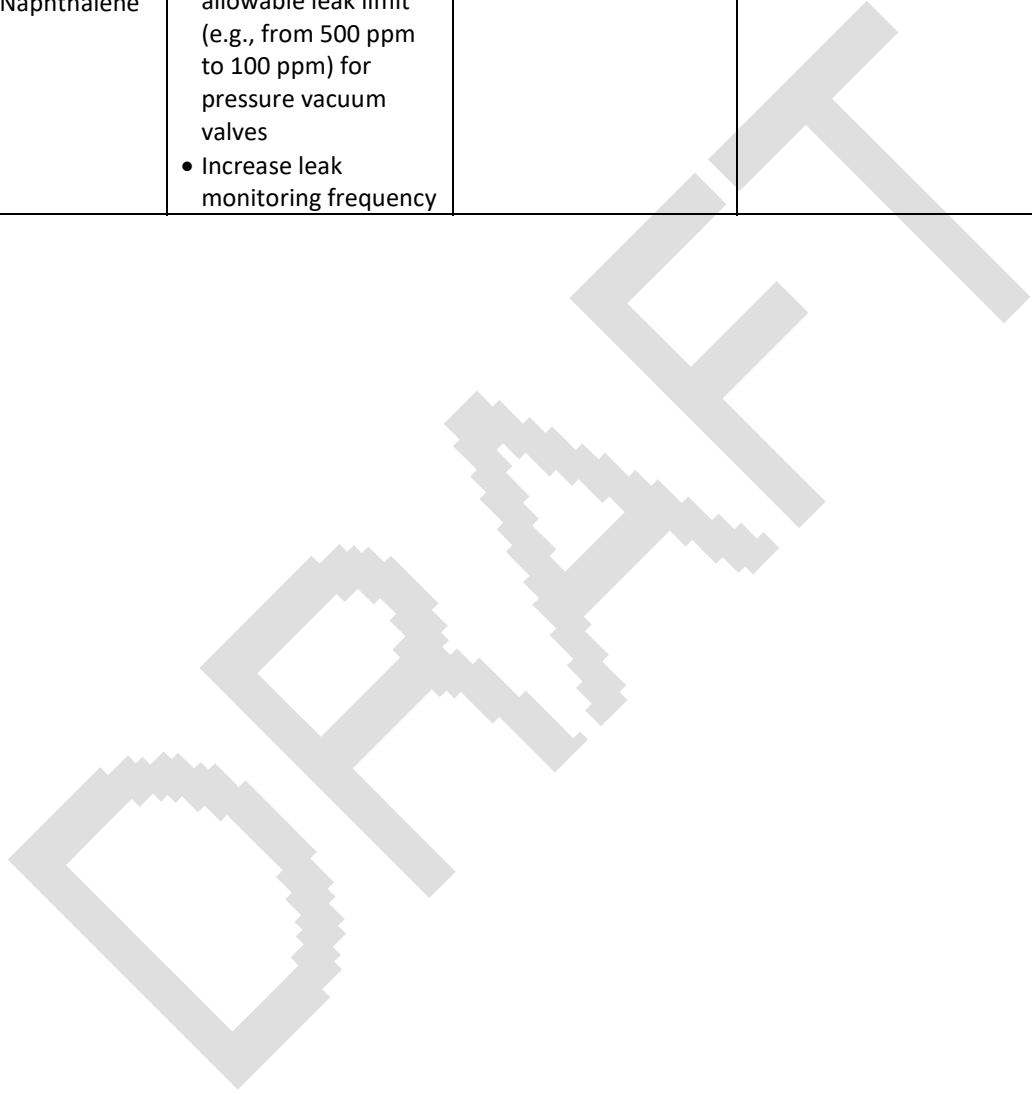 Naphthalene
allowable leak limit
(e.g., from 500 ppm
to 100 ppm) for
pressure vacuum
valves
• Increase leak
monitoring frequency
DRAFT